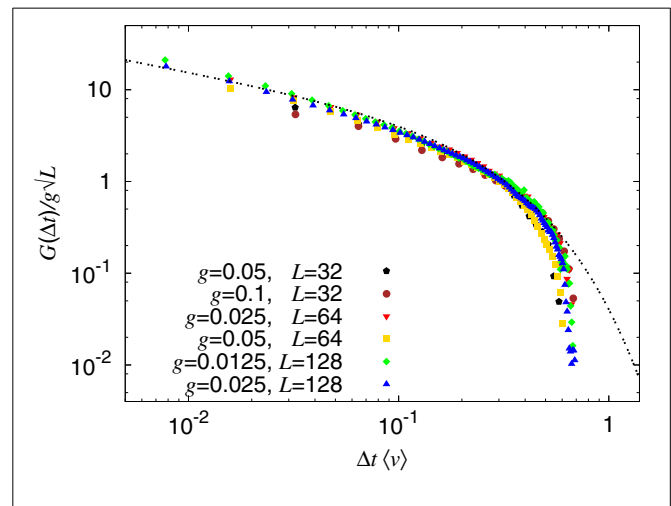 10
1
10⁻¹
10⁻²
G(Δt)/g√L
g=0.05, L=32
g=0.1, L=32
g=0.025, L=64
g=0.05, L=64
g=0.0125, L=128
g=0.025, L=128
10⁻² 10⁻¹ 1
Δt ⟨v⟩